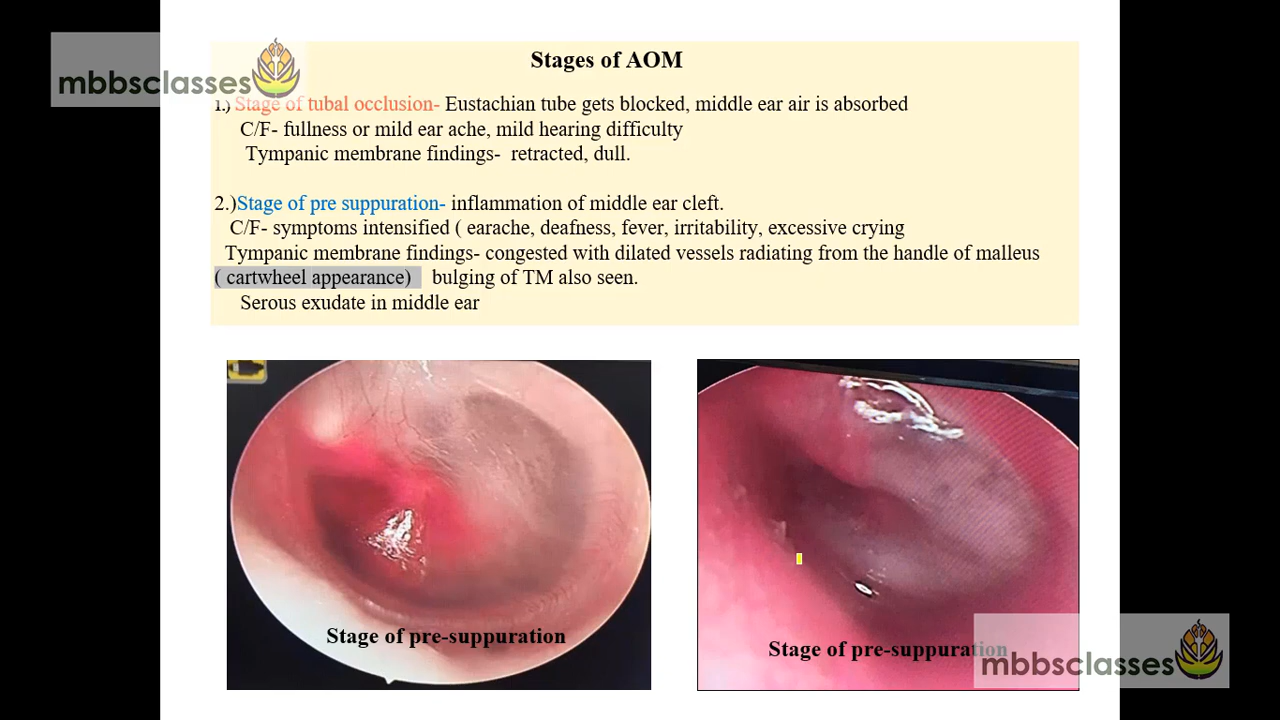 mbbsclasses
Stages of AOM
1.) Stage of tubal occlusion- Eustachian tube gets blocked, middle ear air is absorbed
C/F- fullness or mild ear ache, mild hearing difficulty
Tympanic membrane findings- retracted, dull.
2.)Stage of pre suppuration- inflammation of middle ear cleft.
C/F- symptoms intensified ( earache, deafness, fever, irritability, excessive crying
Tympanic membrane findings- congested with dilated vessels radiating from the handle of malleus
( cartwheel appearance) bulging of TM also seen.
Serous exudate in middle ear
Stage of pre-suppuration
Stage of pre-suppuration
mbbsclasses